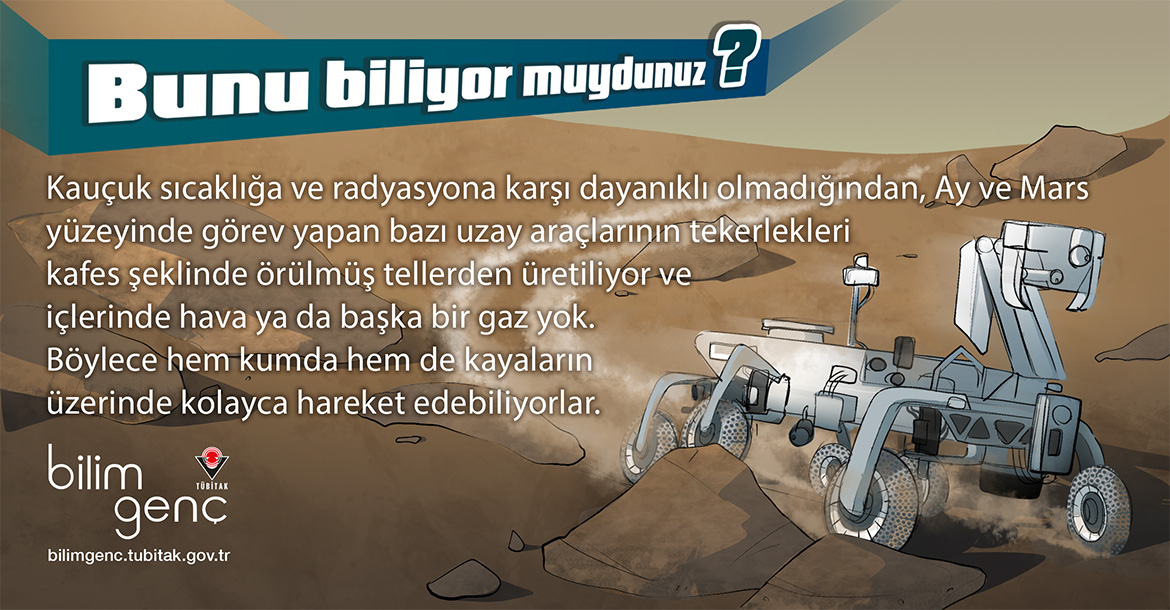 Bunu biliyor muydunuz?
Kauçuk sıcaklığa ve radyasyona karşı dayanıklı olmadığından, Ay ve Mars
yüzeyinde görev yapan bazı uzay araçlarının tekerlekleri
kafes şeklinde örülmüş tellerden üretiliyor ve
içlerinde hava ya da başka bir gaz yok.
Böylece hem kumda hem de kayaların
üzerinde kolayca hareket edebiliyorlar.
bilim
genç
TÜBİTAK
bilimgenc.tubitak.gov.tr